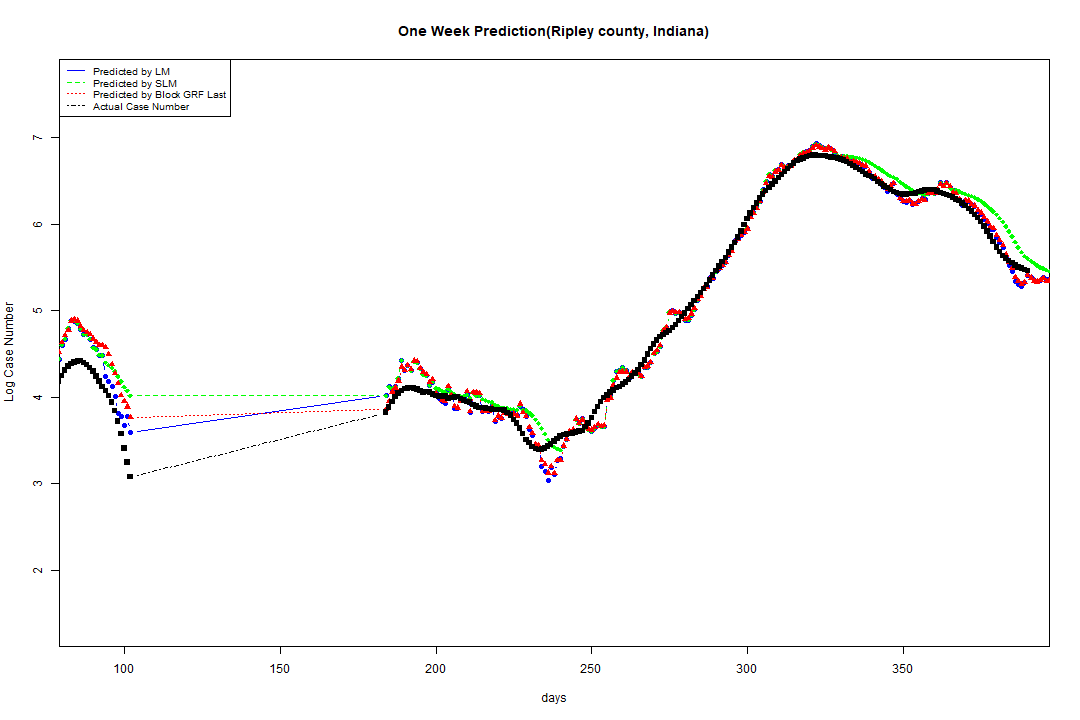 One Week Prediction(Ripley county, Indiana)
Predicted by LM
Predicted by SLM
Predicted by Block GRF Last
Actual Case Number
7
6
5
4
3
2
Log Case Number
100 150 200 250 300 350
days